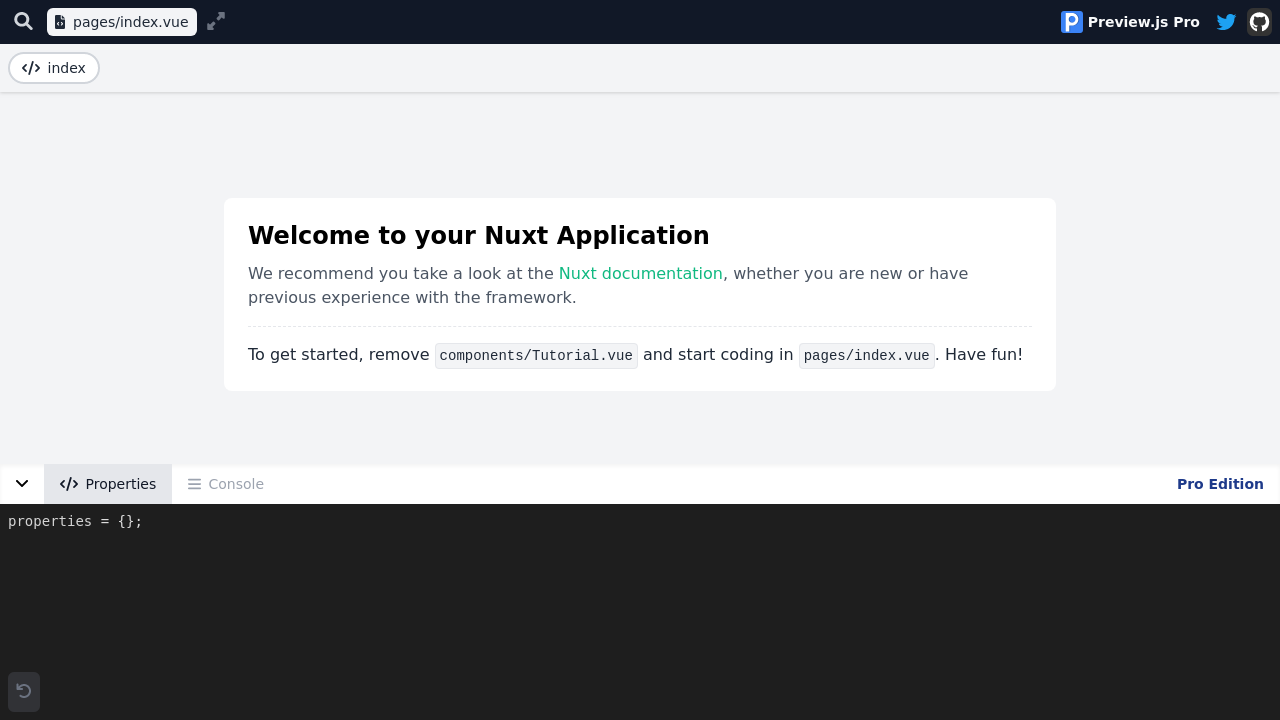 pages/index.vue
Preview.js Pro
index
Welcome to your Nuxt Application
We recommend you take a look at the Nuxt documentation, whether you are new or have
previous experience with the framework.
To get started, remove components/Tutorial.vue and start coding in pages/index.vue. Have fun!
Properties
Console
Pro Edition
properties = {};